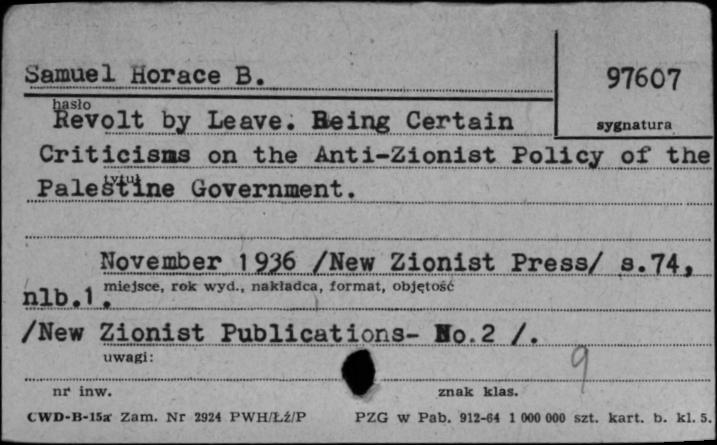 Samuel Horace B.
97607
hasło
Revolt by Leave. Being Certain
sygnatura
Criticisms on the Anti-Zionist Policy of the
tytuł
Palestine Government.
November 1936 /New Zionist Press/ s.74,
miejsce, rok wyd., nakładca, format, objętość
nlb.1.
/New Zionist Publications- No.2 /.
uwagi:
9
nr inw.
znak klas.
CWD-B-15a Zam. Nr 2924 PWH/Łź/P PZG w Pab. 912-64 1 000 000 szt. kart. b. kl. 5.